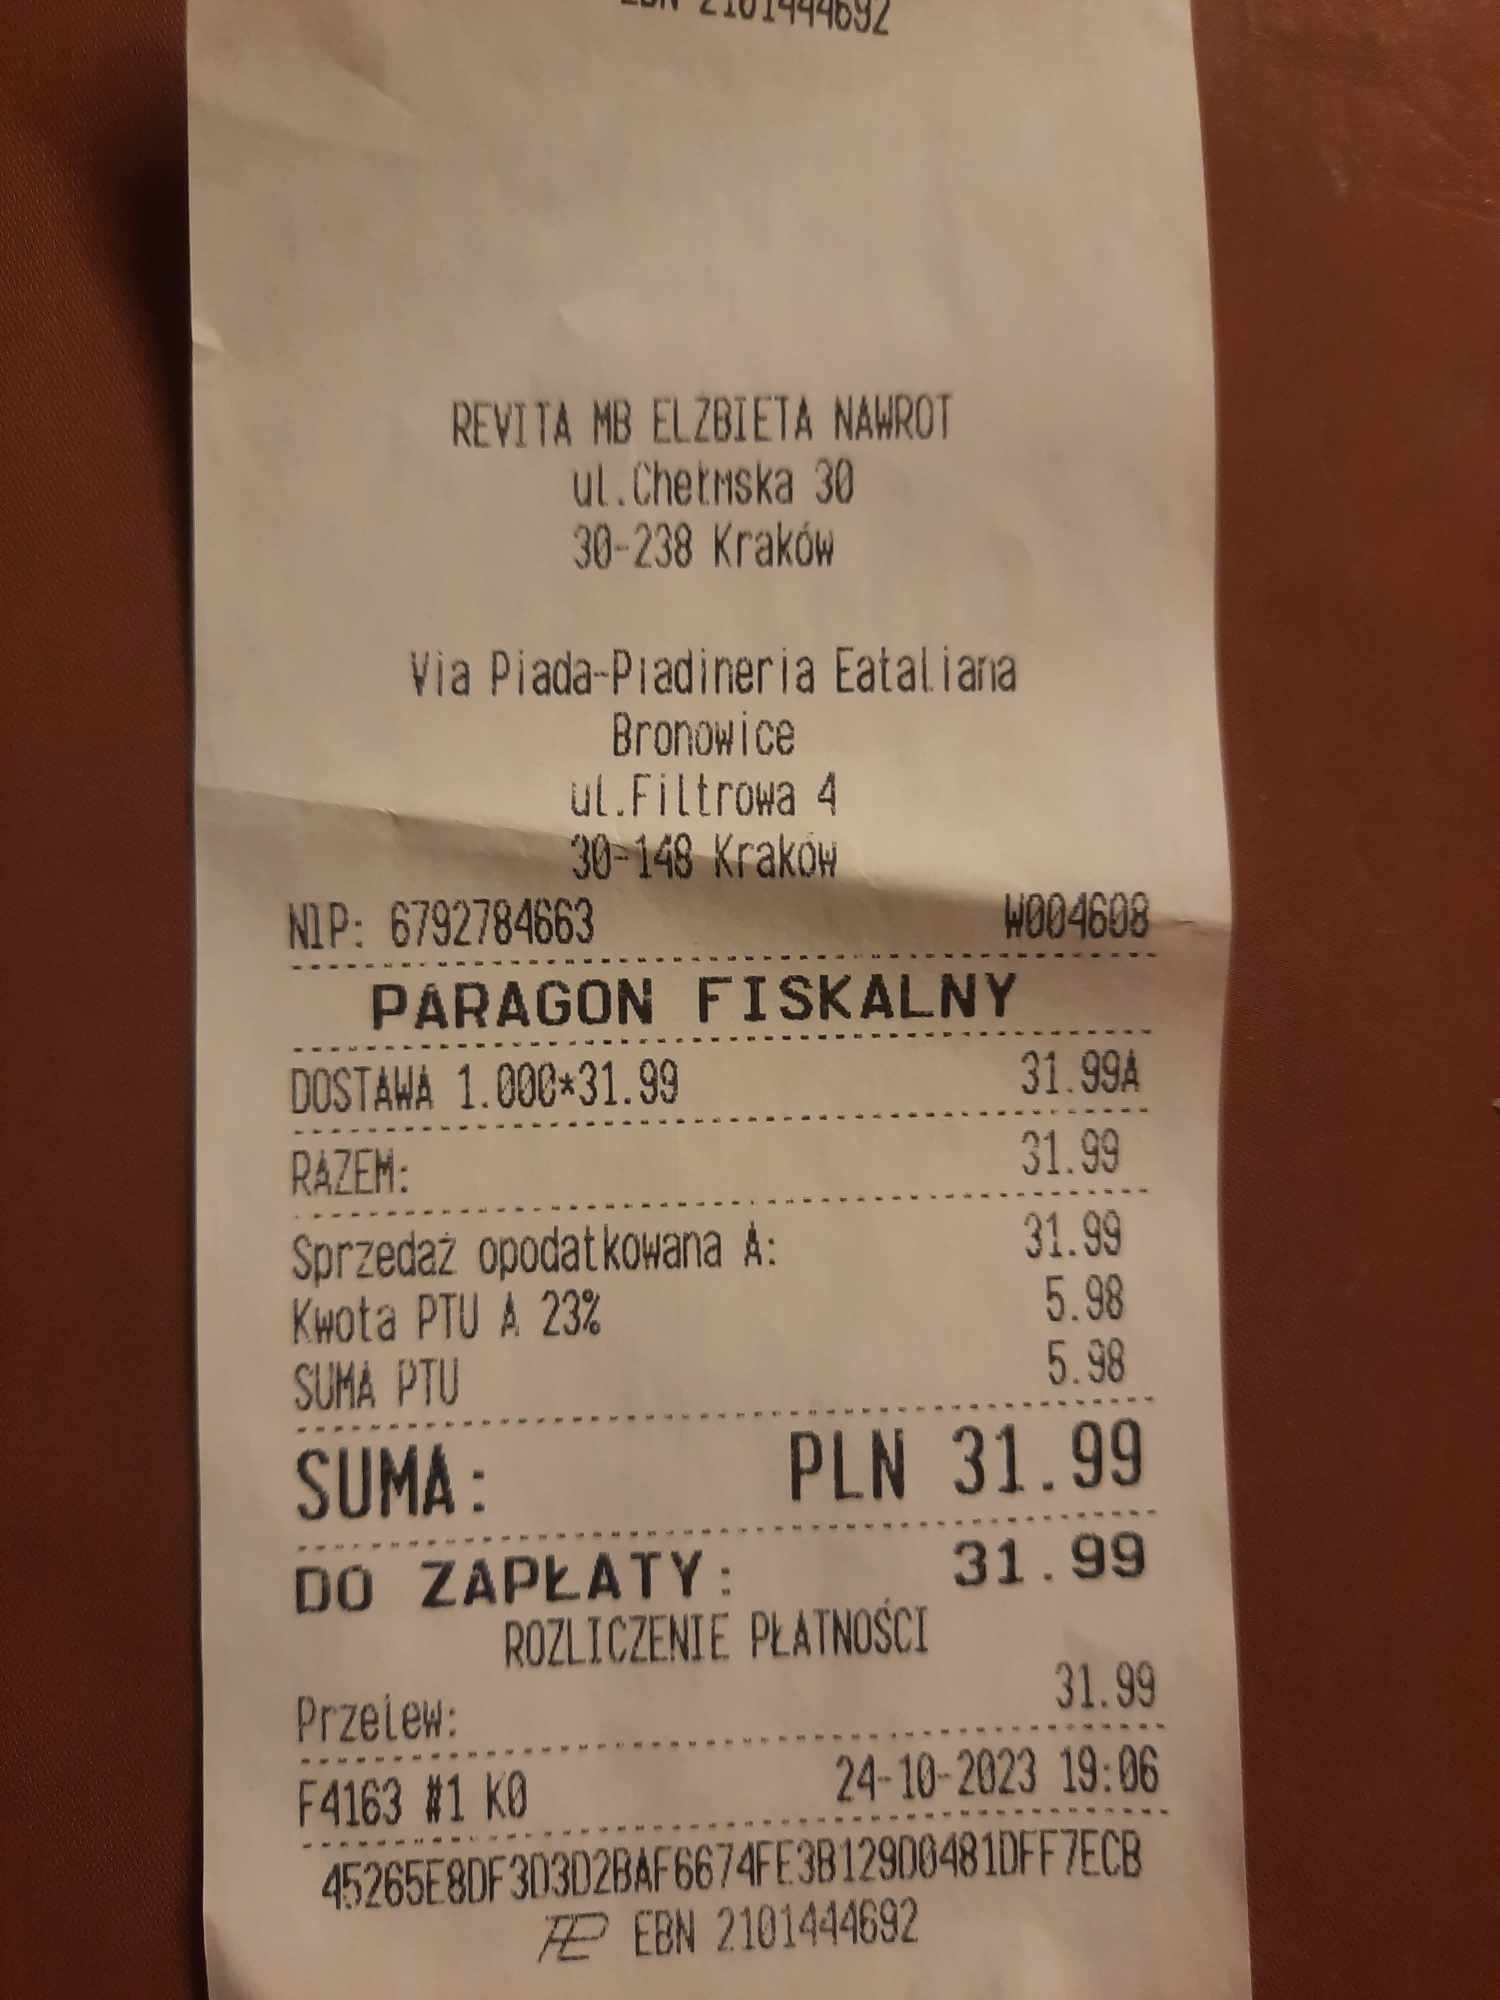 EBN 2101444692
REVITA MB ELŻBIETA NAWROT
ul.Chełmska 30
30-238 Kraków
Via Piada-Piadineria Eataliana
Bronowice
ul.Filtrowa 4
30-148 Kraków
NIP: 6792784663 W004608
PARAGON FISKALNY
DOSTAWA 1.000*31.99 31.99A
RAZEM: 31.99
Sprzedaż opodatkowana A: 31.99
Kwota PTU A 23% 5.98
SUMA PTU 5.98
SUMA: PLN 31.99
DO ZAPŁATY: 31.99
ROZLICZENIE PŁATNOŚCI
Przelew: 31.99
F4163 #1 K0 24-10-2023 19:06
45265E8DF3D3D2BAF6674FE3B129D0481DFF7ECB
EBN 2101444692